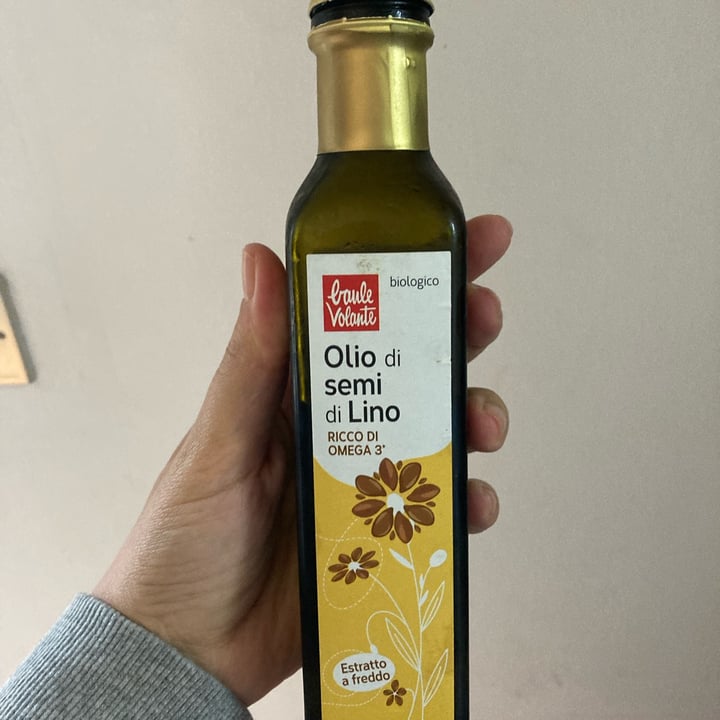 baule
Volante
biologico
Olio di
semi
di Lino
RICCO DI
OMEGA 3*
Estratto
a freddo